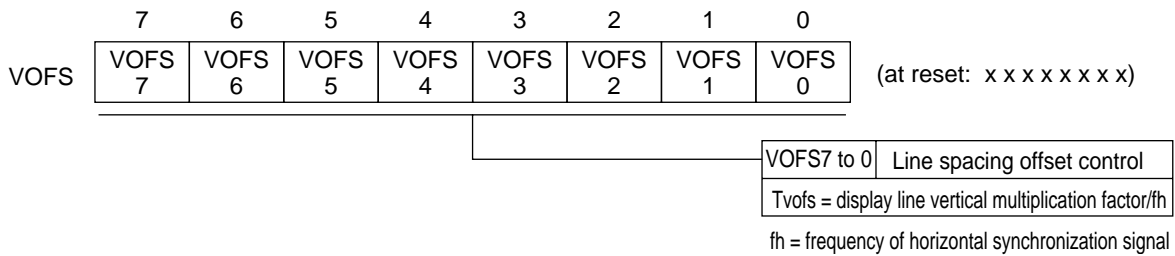 7 6 5 4 3 2 1 0
VOFS VOFS VOFS VOFS VOFS VOFS VOFS VOFS
VOFS 7 6 5 4 3 2 1 0 (at reset: x x x x x x x x)
VOFS7 to 0 Line spacing offset control
Tvofs = display line vertical multiplication factor/fh
fh = frequency of horizontal synchronization signal